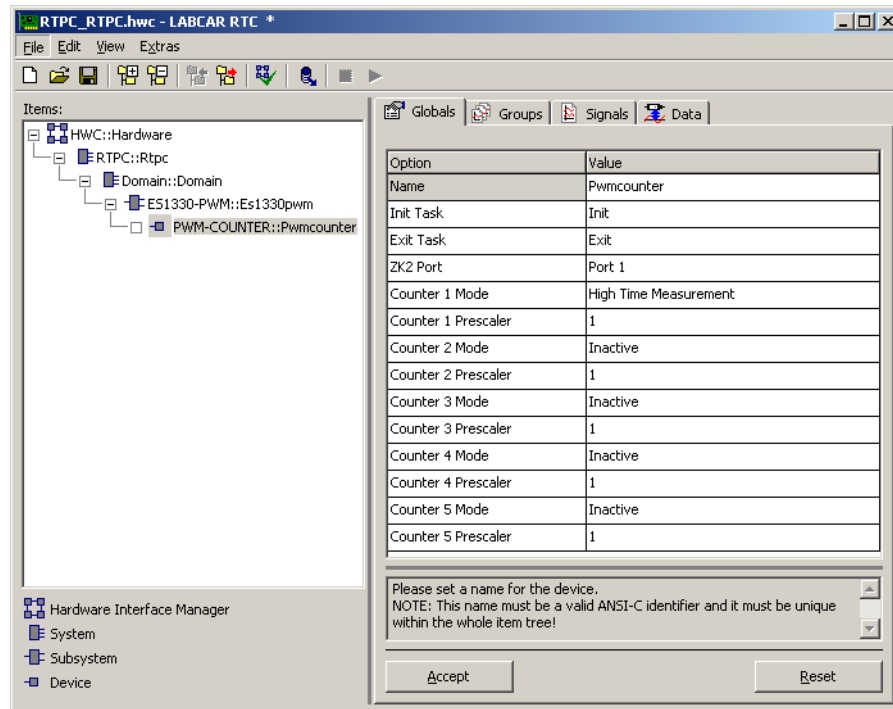 RTPC_RTPC.hwc - LABCAR RTC *
File Edit View Extras
Items:
HWC::Hardware
RTPC::Rtpc
Domain::Domain
ES1330-PWM::Es1330pwm
PWM-COUNTER::Pwmcounter
Hardware Interface Manager
System
Subsystem
Device
Globals Groups Signals Data
Option Value
Name Pwmcounter
Init Task Init
Exit Task Exit
ZK2 Port Port 1
Counter 1 Mode High Time Measurement
Counter 1 Prescaler 1
Counter 2 Mode Inactive
Counter 2 Prescaler 1
Counter 3 Mode Inactive
Counter 3 Prescaler 1
Counter 4 Mode Inactive
Counter 4 Prescaler 1
Counter 5 Mode Inactive
Counter 5 Prescaler 1
Please set a name for the device.
NOTE: This name must be a valid ANSI-C identifier and it must be unique
within the whole item tree!
Accept Reset